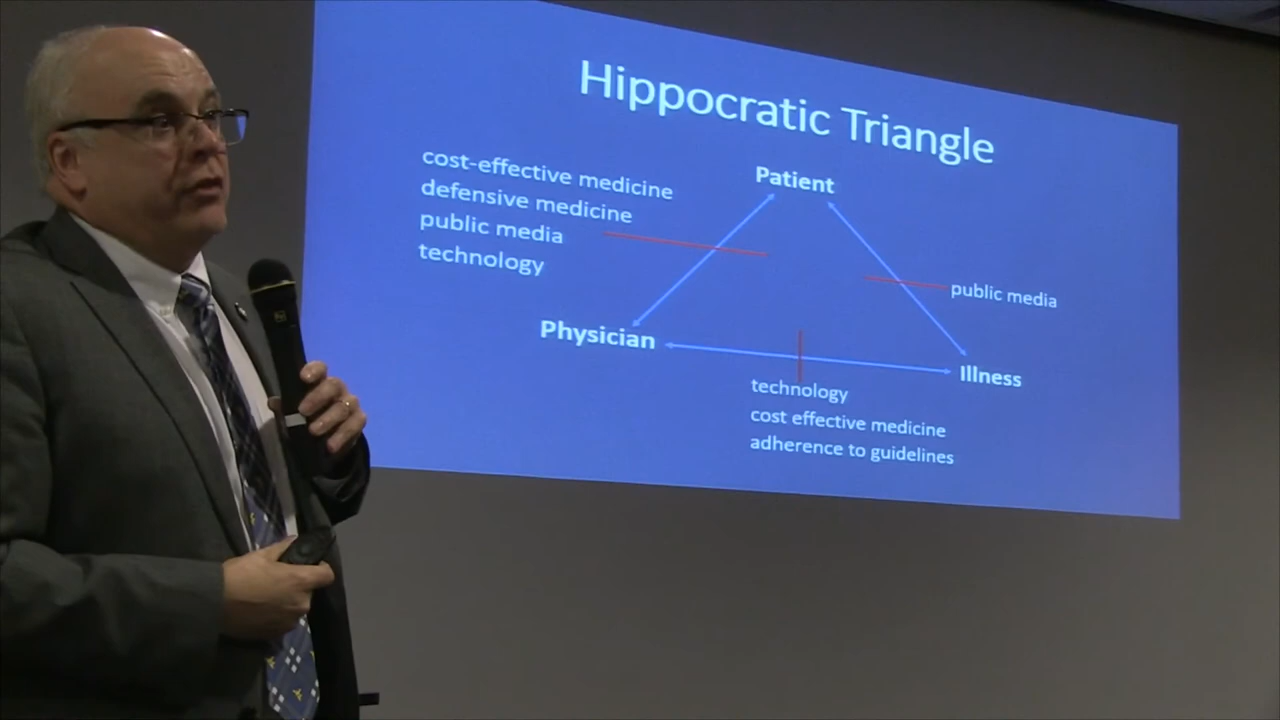 Hippocratic Triangle
cost-effective medicine
defensive medicine
public media
technology
Patient
public media
Physician
Illness
technology
cost effective medicine
adherence to guidelines